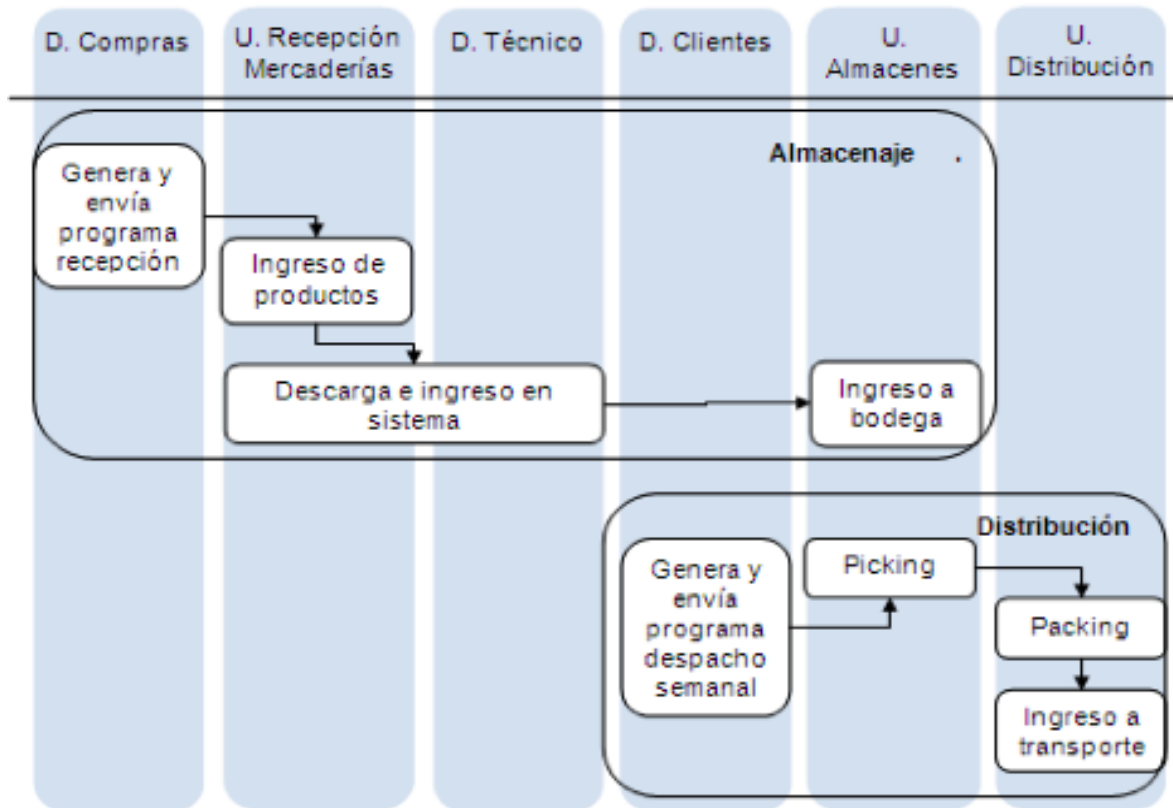 D. Compras
U. Recepción
Mercaderías
D. Técnico
D. Clientes
U.
Almacenes
U.
Distribución
Almacenaje .
Genera y
envía
programa
recepción
Ingreso de
productos
Descarga e ingreso en
sistema
Ingreso a
bodega
Distribución
Genera y
envía
programa
despacho
semanal
Picking
Packing
Ingreso a
transporte